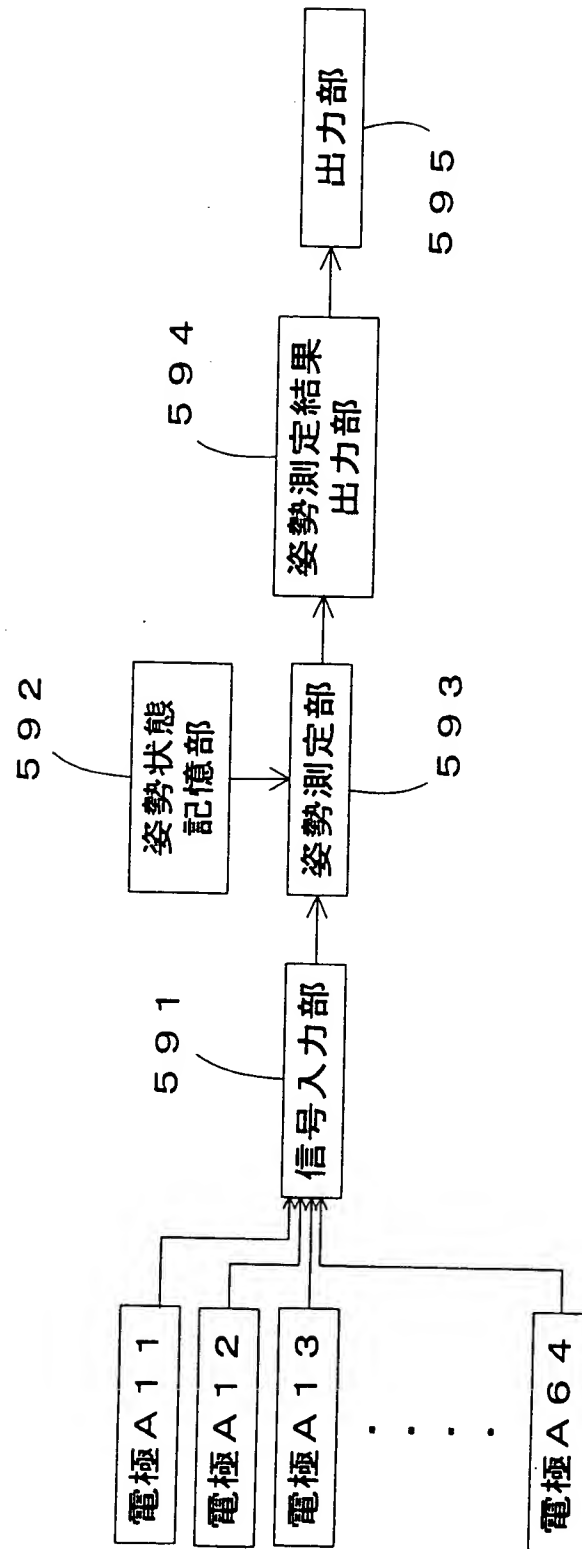 電極A11
電極A12
電極A13
・・・・
電極A64
信号入力部
591
姿勢状態
記憶部
592
姿勢測定部
593
姿勢測定結果
出力部
594
出力部
595